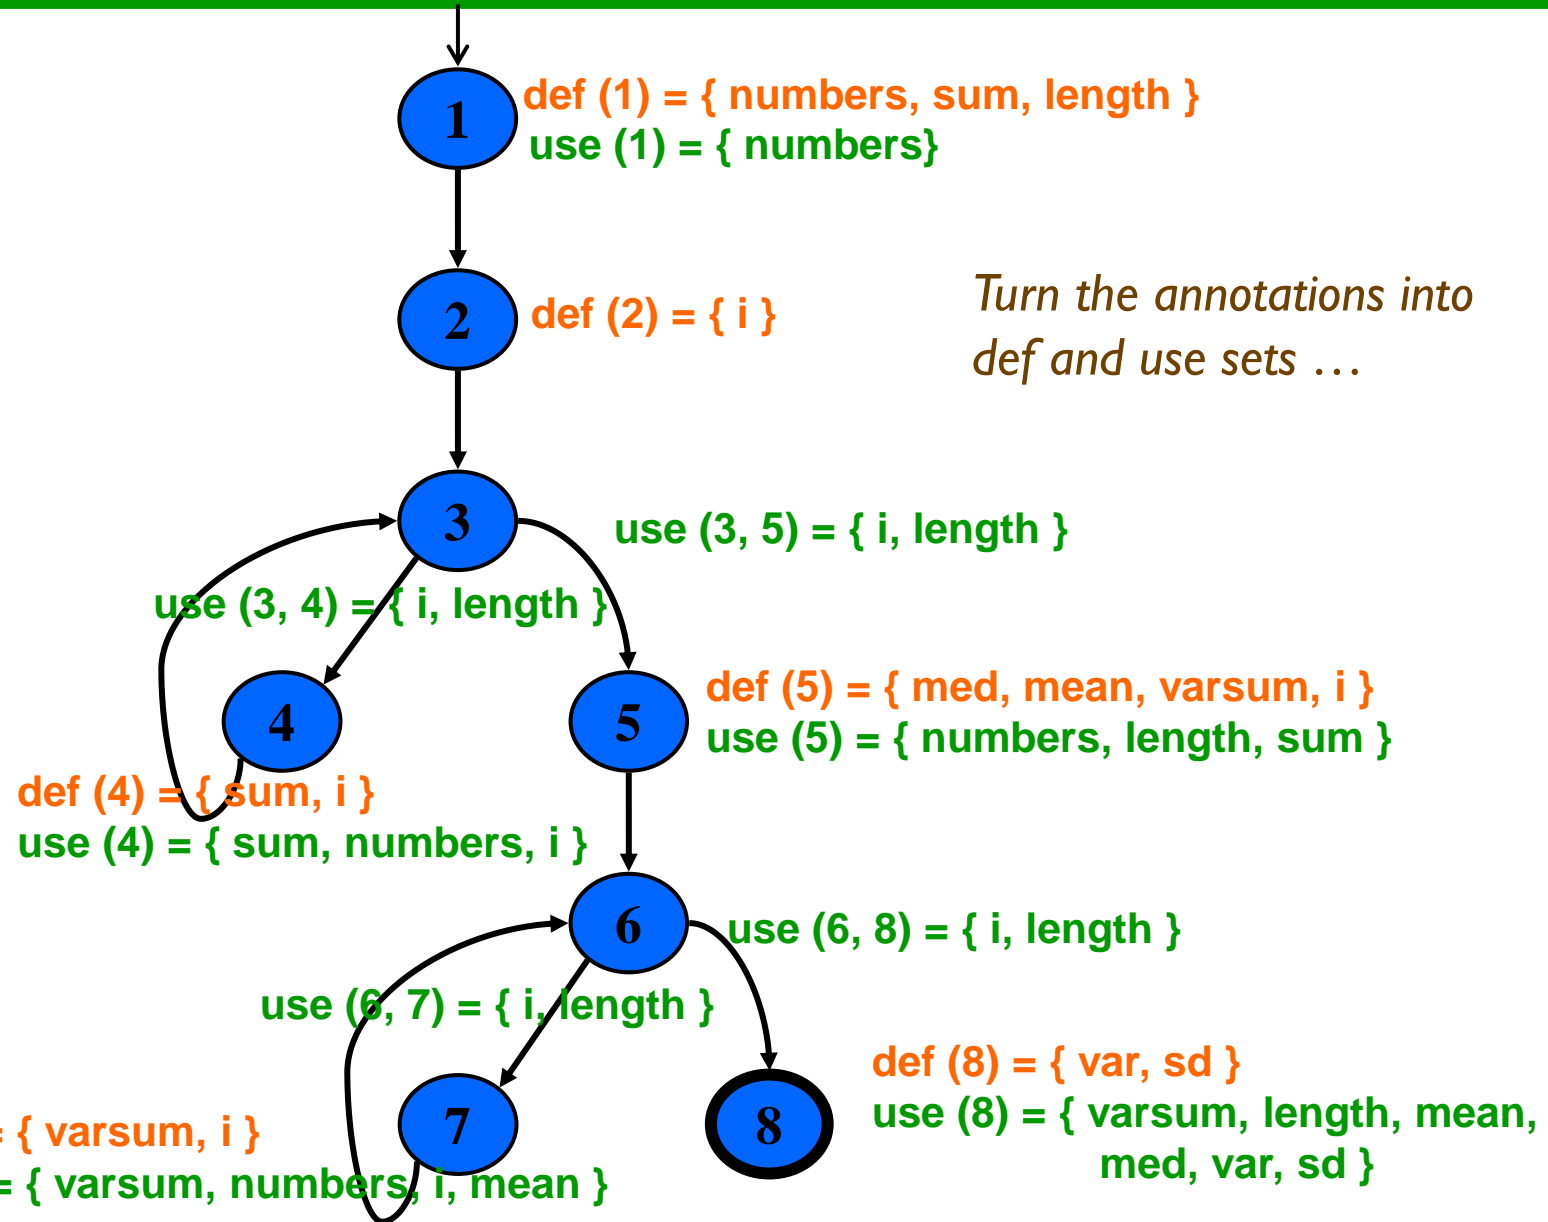 1
def (1) = { numbers, sum, length }
use (1) = { numbers}
2
def (2) = { i }
Turn the annotations into
def and use sets …
3
use (3, 5) = { i, length }
use (3, 4) = { i, length }
4
5
def (5) = { med, mean, varsum, i }
use (5) = { numbers, length, sum }
def (4) = { sum, i }
use (4) = { sum, numbers, i }
6
use (6, 8) = { i, length }
use (6, 7) = { i, length }
7
8
def (8) = { var, sd }
use (8) = { varsum, length, mean,
med, var, sd }
= { varsum, i }
= { varsum, numbers, i, mean }